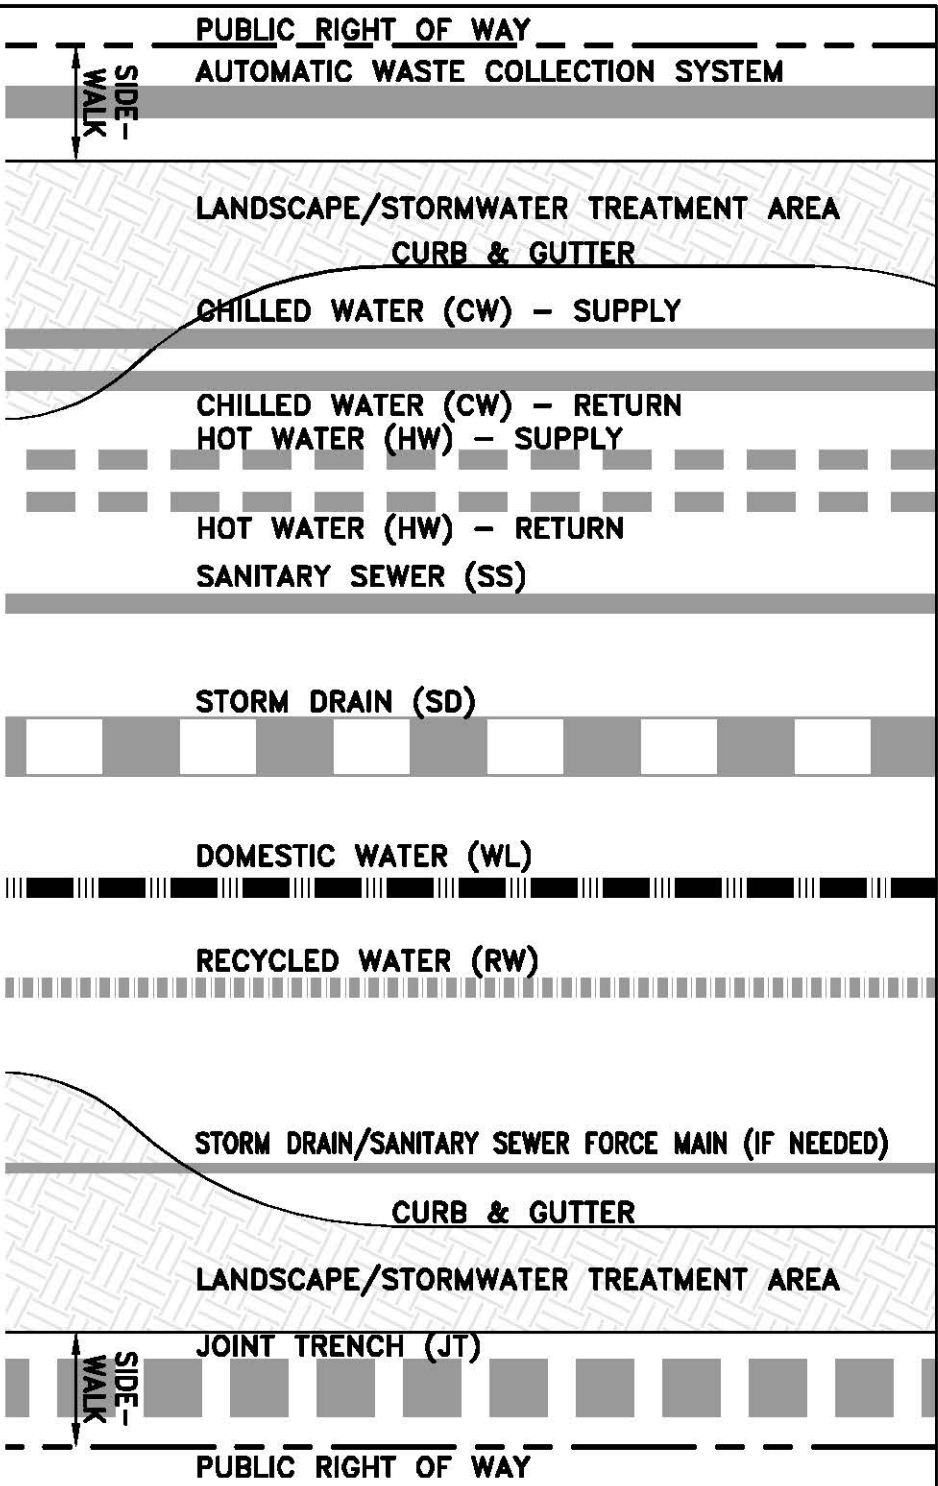 PUBLIC RIGHT OF WAY
AUTOMATIC WASTE COLLECTION SYSTEM
SIDE-
WALK
LANDSCAPE/STORMWATER TREATMENT AREA
CURB & GUTTER
CHILLED WATER (CW) – SUPPLY
CHILLED WATER (CW) – RETURN
HOT WATER (HW) – SUPPLY
HOT WATER (HW) – RETURN
SANITARY SEWER (SS)
STORM DRAIN (SD)
DOMESTIC WATER (WL)
RECYCLED WATER (RW)
STORM DRAIN/SANITARY SEWER FORCE MAIN (IF NEEDED)
CURB & GUTTER
LANDSCAPE/STORMWATER TREATMENT AREA
JOINT TRENCH (JT)
SIDE-
WALK
PUBLIC RIGHT OF WAY